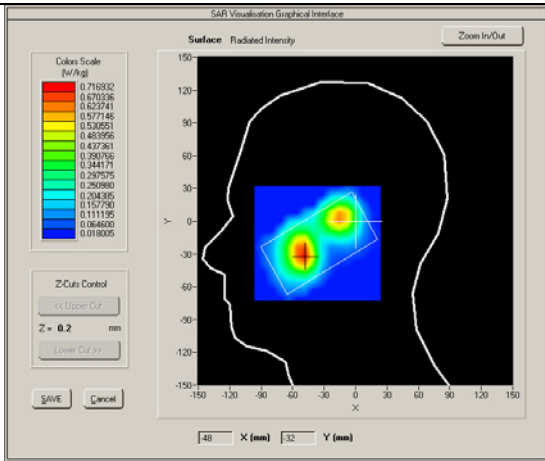 SAR Visualisation Graphical Interface
Surface Radiated Intensity
Zoom In/Out
Colors Scale
(W/kg)
0.716932
0.670336
0.623741
0.577146
0.530551
0.483956
0.437361
0.390766
0.344171
0.297575
0.250980
0.204385
0.157790
0.111195
0.064600
0.018005
Z-Cuts Control
<< Upper Cut
Z = 0.2 mm
Lower Cut >>
SAVE Cancel
150
120
90
60
30
0
-30
-60
-90
-120
-150
Y
-150 -120 -90 -60 -30 0 30 60 90 120 150
X
-48 X (mm) -32 Y (mm)